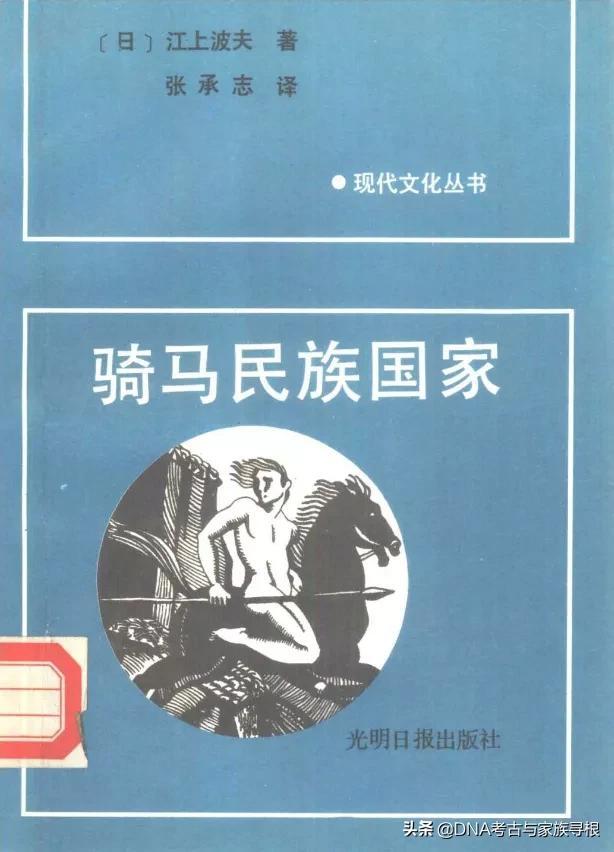 〔日〕江上波夫 著
张承志 译
•现代文化丛书
骑马民族国家
光明日报出版社
头条 @DNA考古与家族寻根